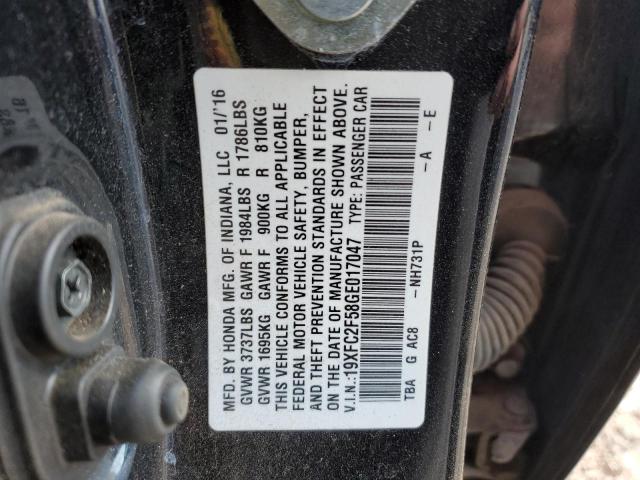 MFD. BY HONDA MFG. OF INDIANA, LLC 01/'16
GVWR 3737LBS GAWR F 1984LBS R 1786LBS
GVWR 1695KG GAWR F 900KG R 810KG
THIS VEHICLE CONFORMS TO ALL APPLICABLE
FEDERAL MOTOR VEHICLE SAFETY, BUMPER,
AND THEFT PREVENTION STANDARDS IN EFFECT
ON THE DATE OF MANUFACTURE SHOWN ABOVE.
V.I.N.:19XFC2F58GE017047 TYPE: PASSENGER CAR
TBA G AC8 -NH731P -A -E